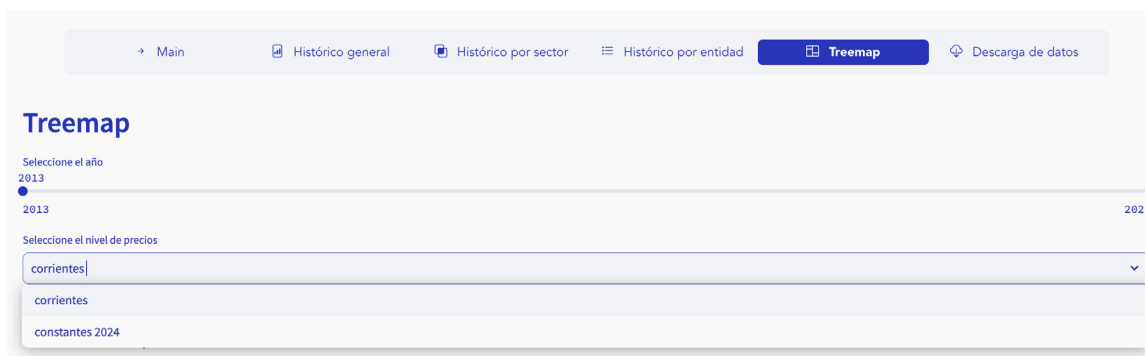 Main Histórico general Histórico por sector Histórico por entidad Treemap Descarga de datos
Treemap
Seleccione el año
2013
2013 202
Seleccione el nivel de precios
corrientes
corrientes
constantes 2024